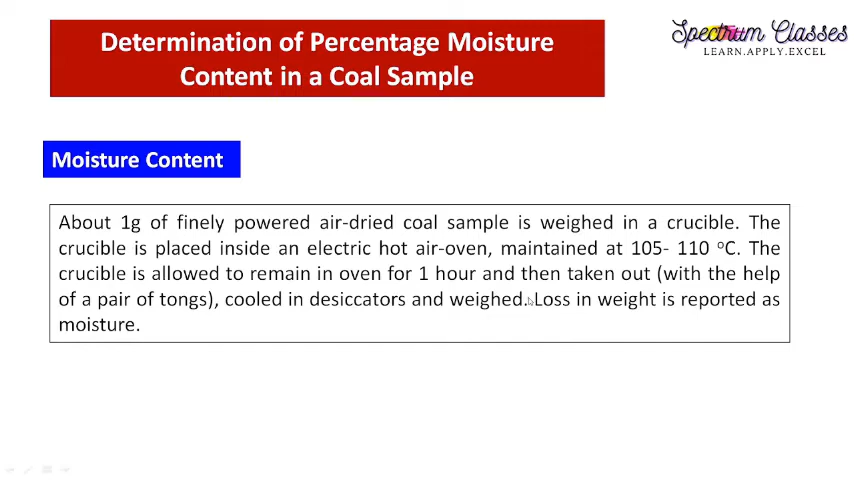 Determination of Percentage Moisture
Content in a Coal Sample
Spectrum Classes
LEARN.APPLY.EXCEL
Moisture Content
About 1g of finely powered air-dried coal sample is weighed in a crucible. The
crucible is placed inside an electric hot air-oven, maintained at 105- 110 ºC. The
crucible is allowed to remain in oven for 1 hour and then taken out (with the help
of a pair of tongs), cooled in desiccators and weighed. Loss in weight is reported as
moisture.